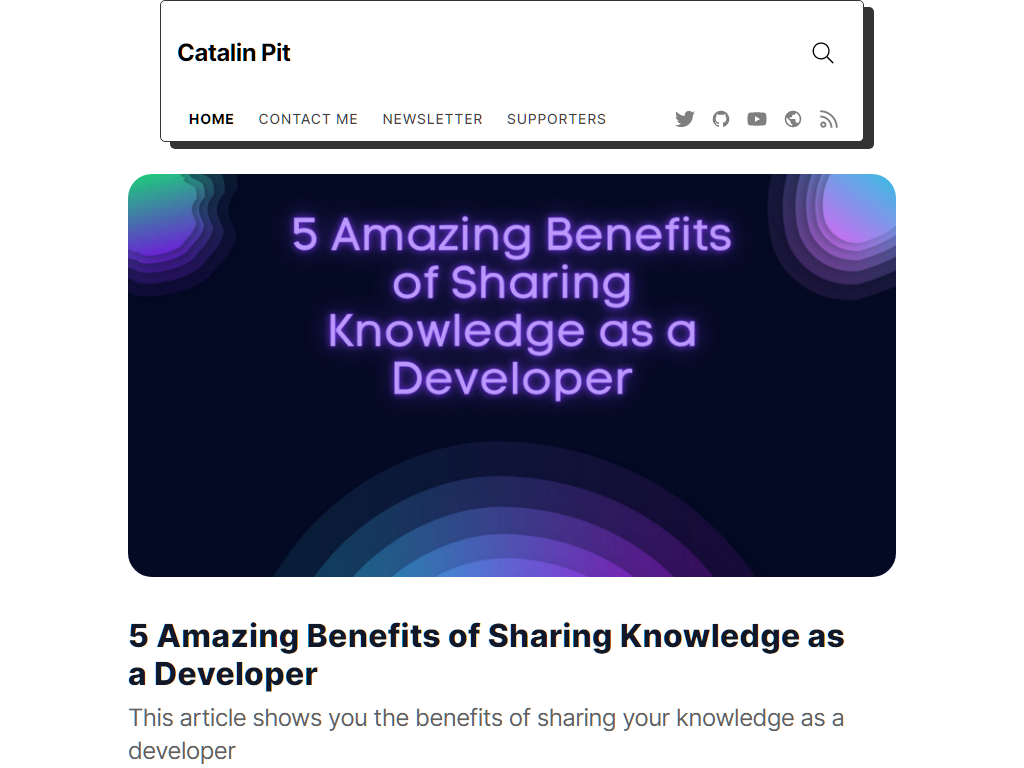 Catalin Pit
HOME CONTACT ME NEWSLETTER SUPPORTERS
5 Amazing Benefits
of Sharing
Knowledge as a
Developer
5 Amazing Benefits of Sharing Knowledge as
a Developer
This article shows you the benefits of sharing your knowledge as a
developer